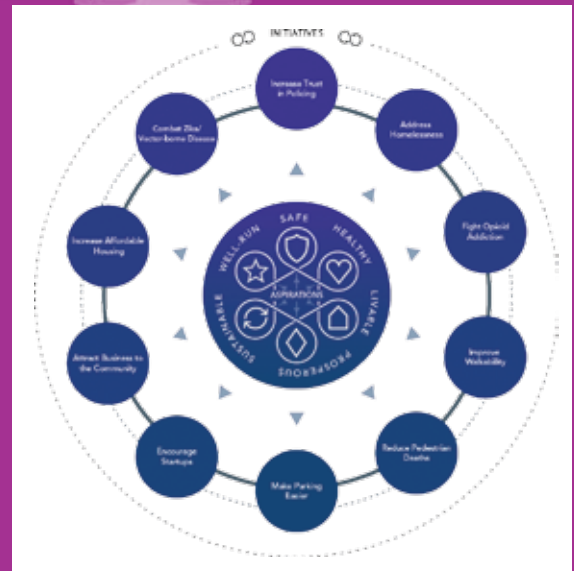 INITIATIVES
Increase Trust
in Policing
Address
Homelessness
Fight Opioid
Addiction
Improve
Walkability
Reduce Pedestrian
Deaths
Make Parking
Easier
Encourage
Startups
Attract Business to
the Community
Increase Affordable
Housing
Combat Zika/
Vector-borne Disease
SAFE
HEALTHY
LIVABLE
PROSPEROUS
SUSTAINABLE
WELL-RUN
ASPIRATIONS